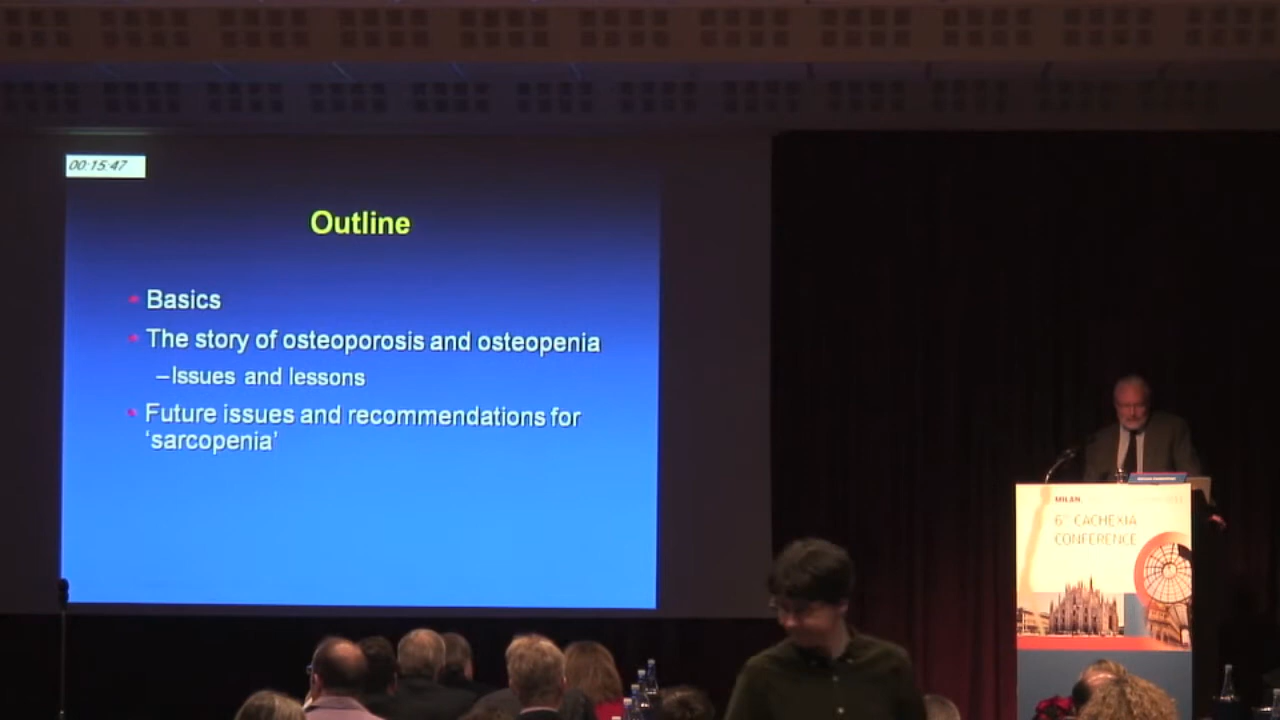 00:15:47
Outline
Basics
The story of osteoporosis and osteopenia
–Issues and lessons
Future issues and recommendations for
'sarcopenia'
MILAN,
6TH CACHEXIA
CONFERENCE